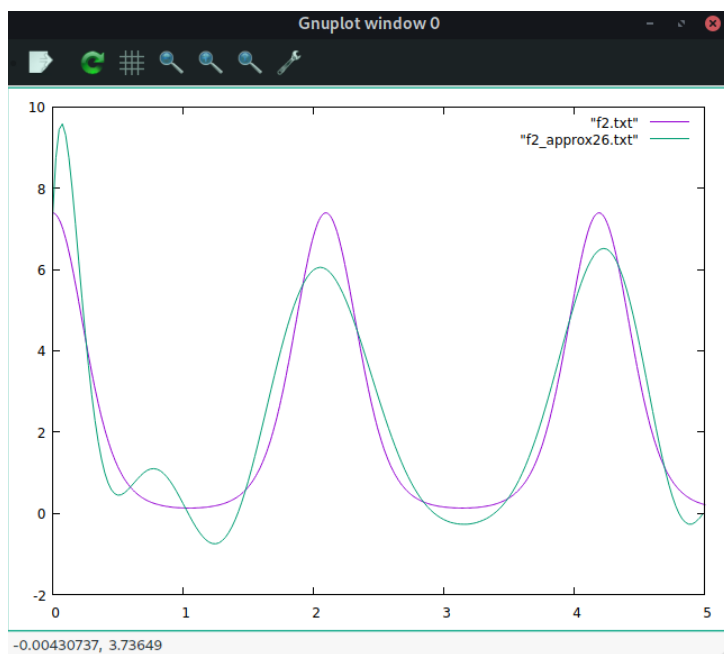 Gnuplot window 0
10
"f2.txt"
"f2_approx26.txt"
8
6
4
2
0
-2
0 1 2 3 4 5
-0.00430737, 3.73649